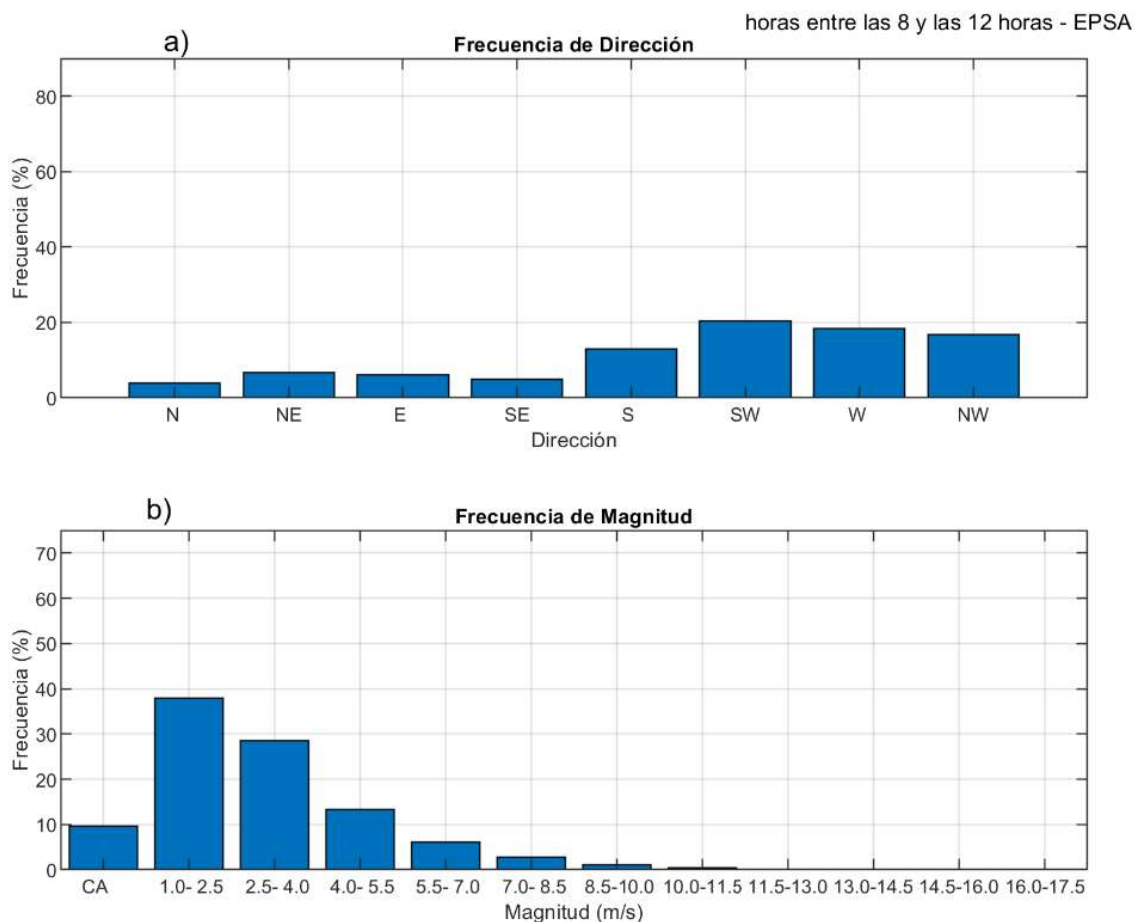 horas entre las 8 y las 12 horas - EPSA
a)
Frecuencia de Dirección
80
60
40
20
0
Frecuencia (%)
N NE E SE S SW W NW
Dirección
b)
Frecuencia de Magnitud
70
60
50
40
30
20
10
0
Frecuencia (%)
CA 1.0- 2.5 2.5- 4.0 4.0- 5.5 5.5- 7.0 7.0- 8.5 8.5-10.0 10.0-11.5 11.5-13.0 13.0-14.5 14.5-16.0 16.0-17.5
Magnitud (m/s)